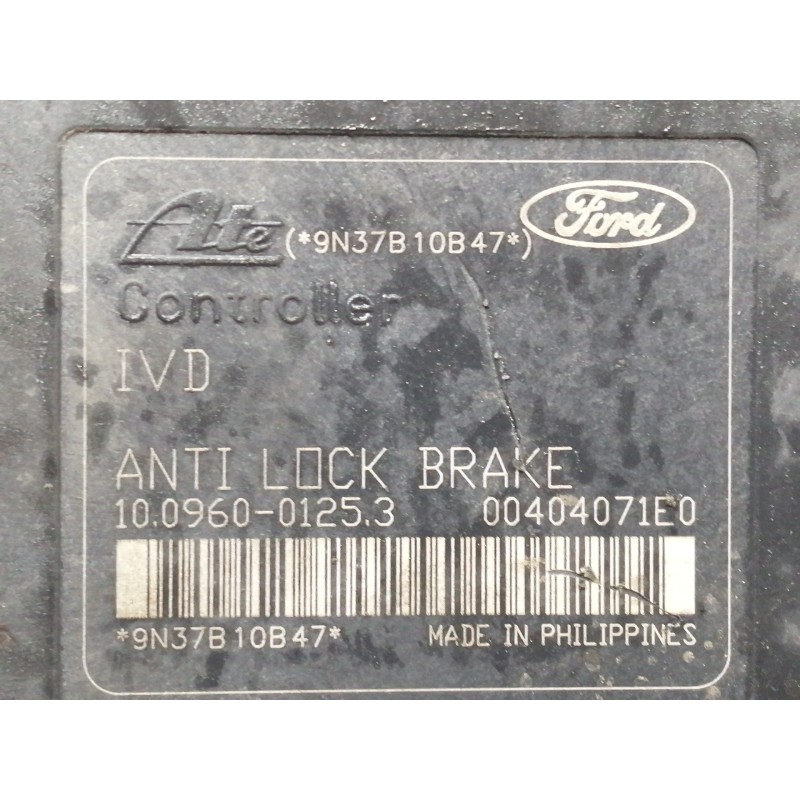 Ate (*9N37B10B47*) Ford
Controller
IVD
ANTI LOCK BRAKE
10.0960-0125.3 00404071E0
*9N37B10B47* MADE IN PHILIPPINES